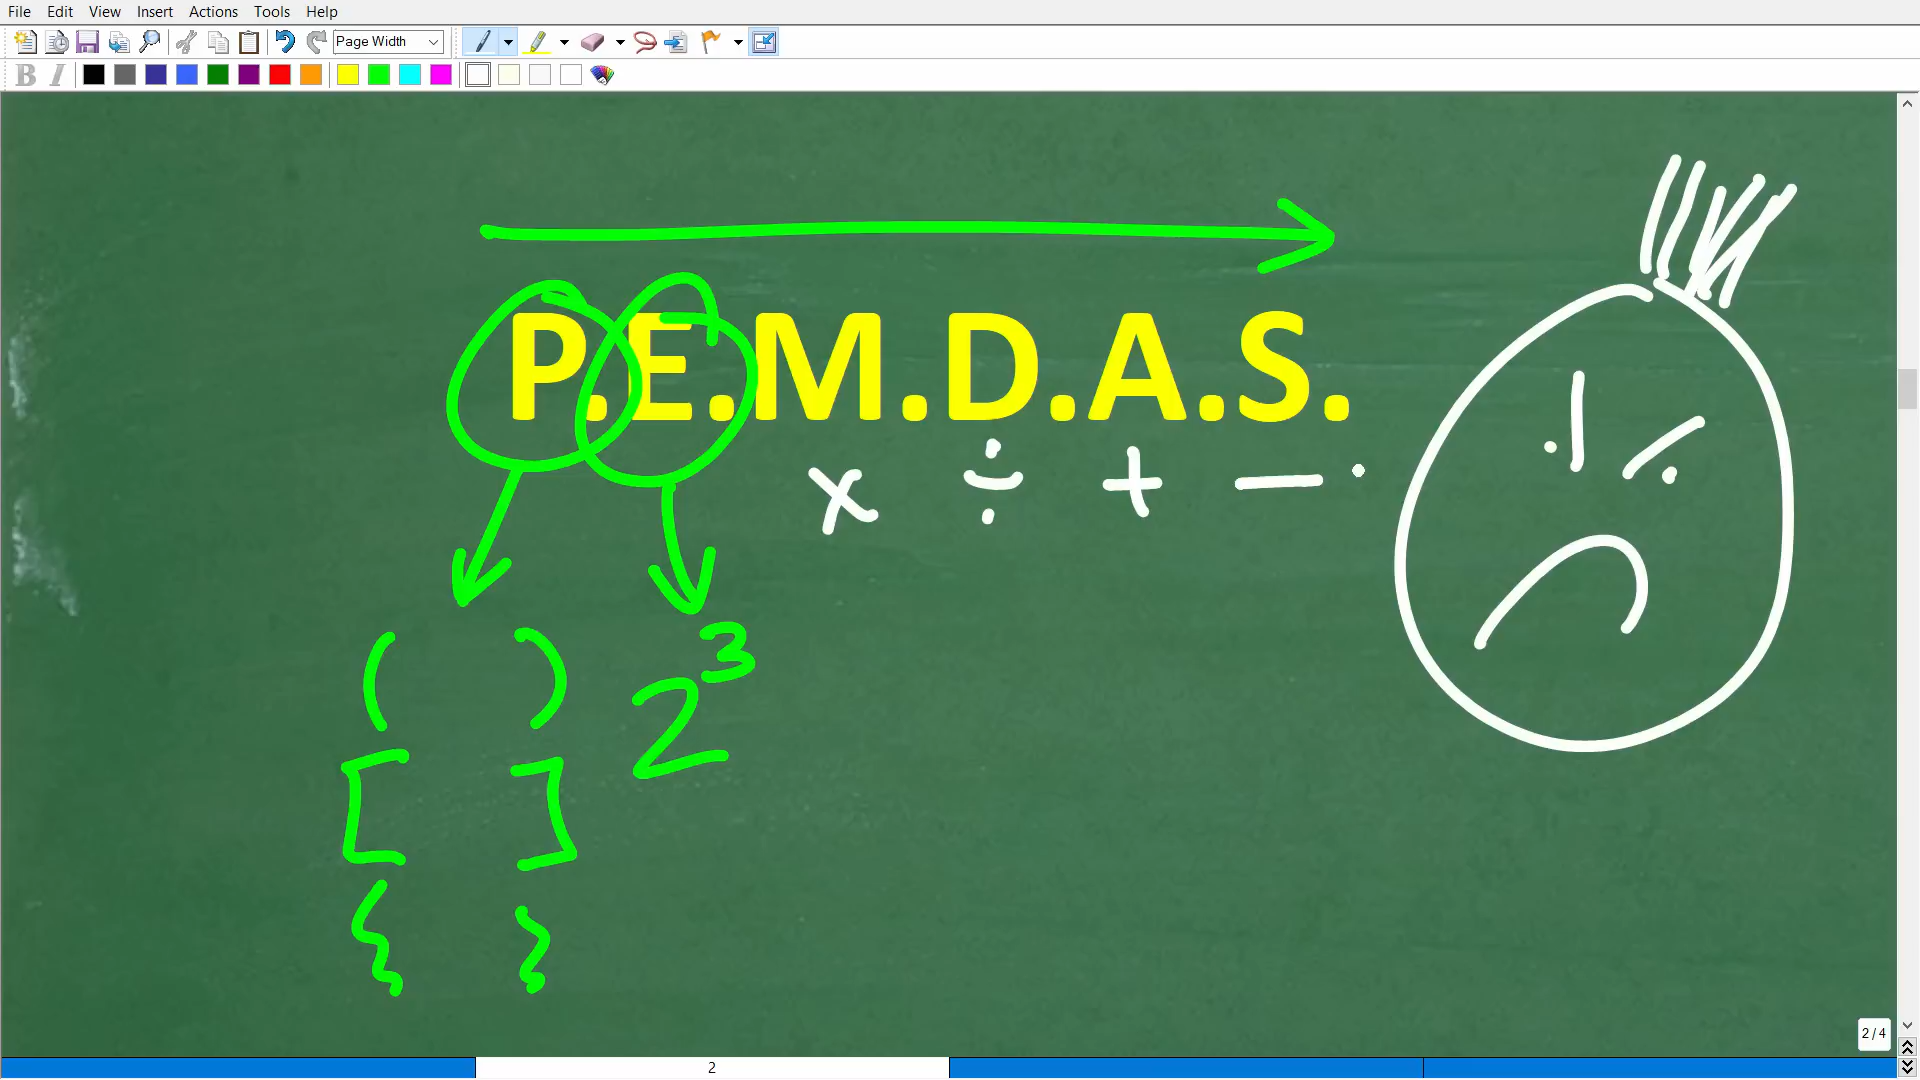 File Edit View Insert Actions Tools Help
Page Width
B I
P.E.M.D.A.S.
× ÷ + −
( ) 2³
[ ]
{ }
2 / 4
2